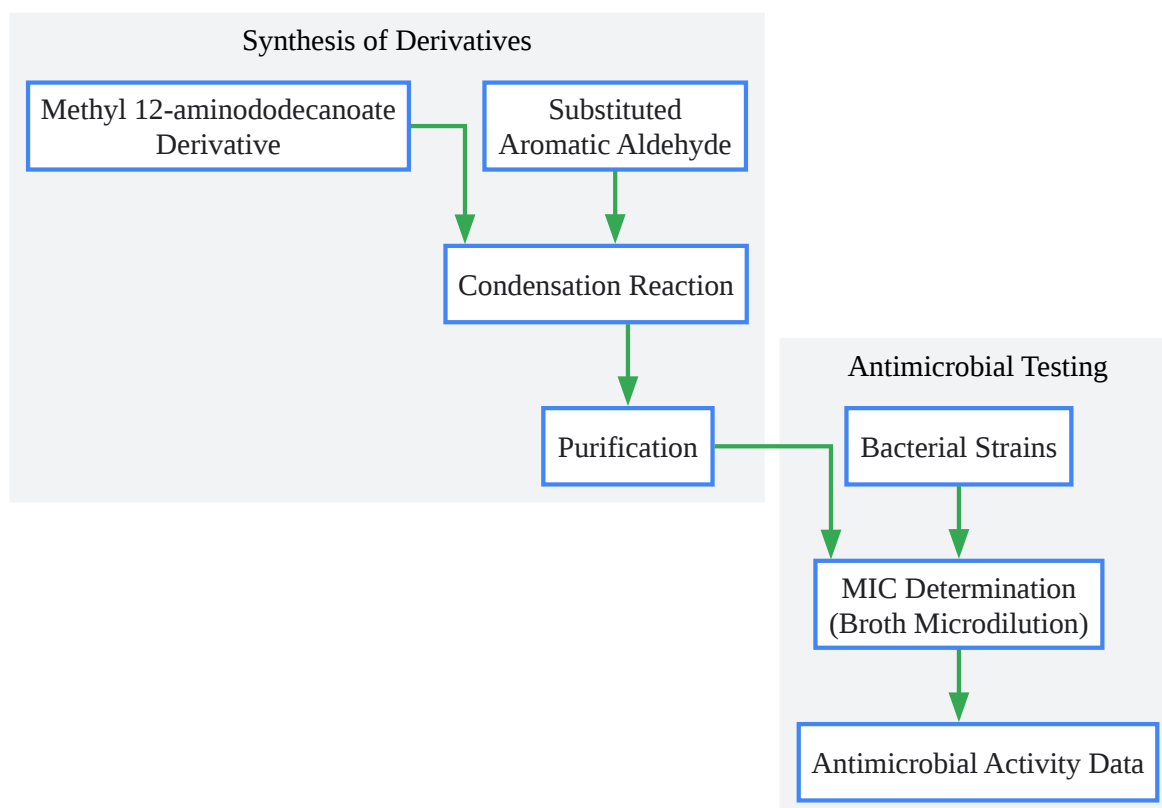 Synthesis of Derivatives
Methyl 12-aminododecanoate
Derivative
Substituted
Aromatic Aldehyde
Condensation Reaction
Purification
Antimicrobial Testing
Bacterial Strains
MIC Determination
(Broth Microdilution)
Antimicrobial Activity Data